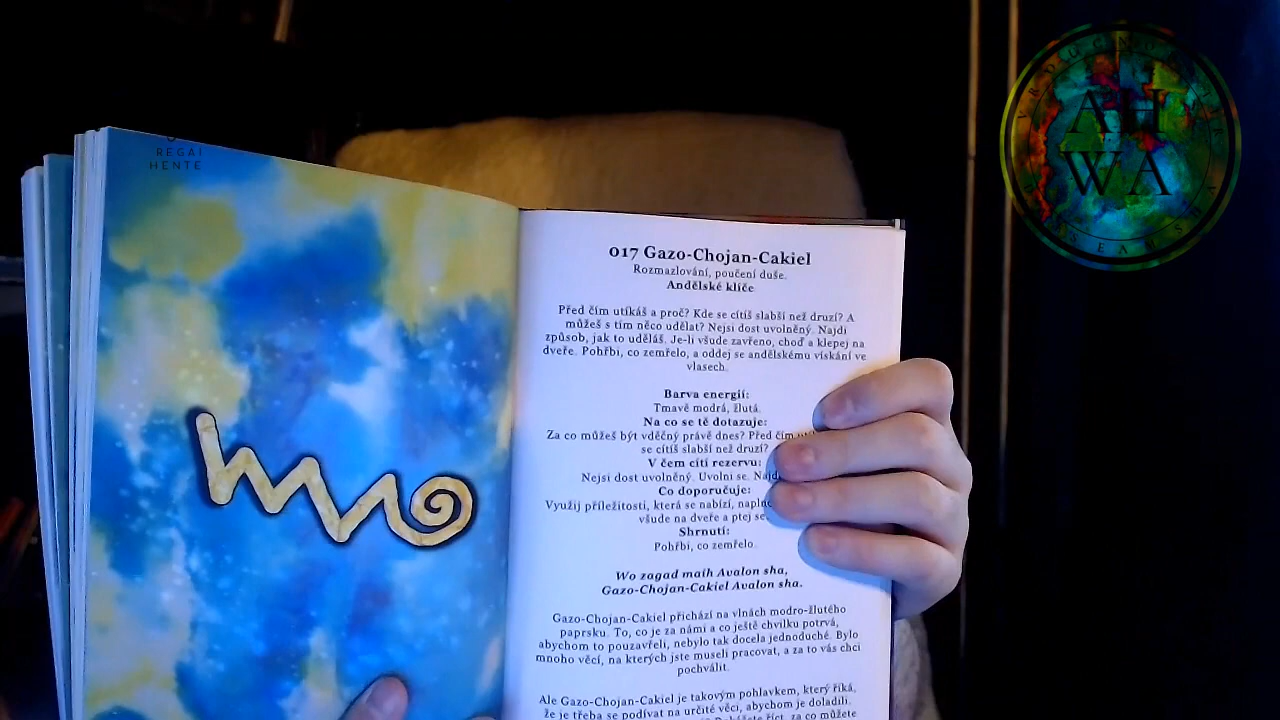 REGAI
HENTE
017 Gazo-Chojan-Cakiel
Rozmazlování, poučení duše.
Andělské klíče
Před čím utíkáš a proč? Kde se cítíš slabší než druzí? A
můžeš s tím něco udělat? Nejsi dost uvolněný. Najdi
způsob, jak to uděláš. Je-li všude zavřeno, choď a klepej na
dveře. Pohřbi, co zemřelo, a oddej se andělskému vískání ve
vlasech.
Barva energií:
Tmavě modrá, žlutá.
Na co se tě dotazuje:
Za co můžeš být vděčný právě dnes? Před čím
se cítíš slabší než druzí?
V čem cítí rezervu:
Nejsi dost uvolněný. Uvolni se.
Co doporučuje:
Využij příležitosti, která se nabízí,
všude na dveře a ptej se.
Shrnutí:
Pohřbi, co zemřelo.
Wo zagad maih Avalon sha,
Gazo-Chojan-Cakiel Avalon sha.
Gazo-Chojan-Cakiel přichází na vlnách modro-žlutého
paprsku. To, co je za námi a co ještě chvilku potrvá,
abychom to pouzavřeli, nebylo tak docela jednoduché. Bylo
mnoho věcí, na kterých jste museli pracovat, a za to vás chci
pochválit.
Ale Gazo-Chojan-Cakiel je takovým pohlavkem, který říká,
že je třeba se podívat na určité věci, abychom je doladili.
Dokážete říct, za co můžete
AH
WA